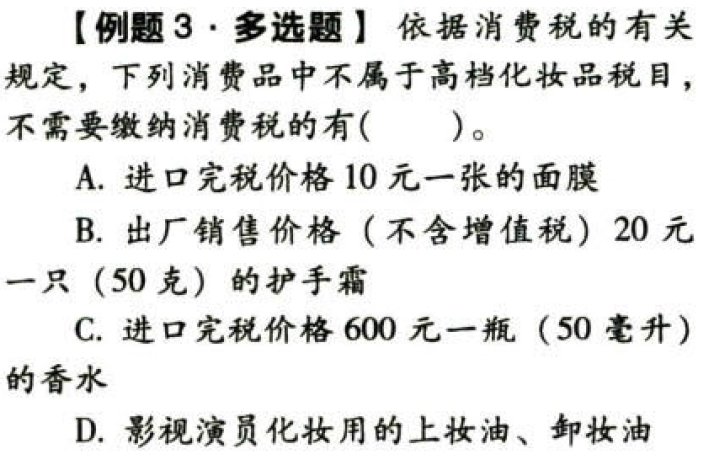 【例题3·多选题】 依据消费税的有关
规定，下列消费品中不属于高档化妆品税目，
不需要缴纳消费税的有(　　)。
A. 进口完税价格10元一张的面膜
B. 出厂销售价格（不含增值税）20元
一只（50克）的护手霜
C. 进口完税价格600元一瓶（50毫升）
的香水
D. 影视演员化妆用的上妆油、卸妆油